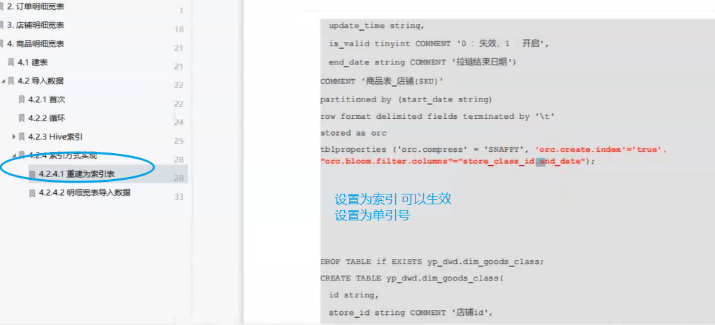 2. 订单明细宽表
1
3. 店铺明细宽表
18
4. 商品明细宽表
21
4.1 建表
21
4.2 导入数据
22
4.2.1 首次
22
4.2.2 循环
24
4.2.3 Hive索引
25
4.2.4 索引方式实现
28
4.2.4.1 重建为索引表
28
4.2.4.2 明细宽表导入数据
33
update_time string,
is_valid tinyint COMMENT '0 ：失效，1 ：开启',
end_date string COMMENT '拉链结束日期')
COMMENT '商品表_店铺(SKU)'
partitioned by (start_date string)
row format delimited fields terminated by '\t'
stored as orc
tblproperties ('orc.compress' = 'SNAPPY', 'orc.create.index'='true',
"orc.bloom.filter.columns"="store_class_id,end_date");
设置为索引 可以生效
设置为单引号
DROP TABLE if EXISTS yp_dwd.dim_goods_class;
CREATE TABLE yp_dwd.dim_goods_class(
id string,
store_id string COMMENT '店铺id',